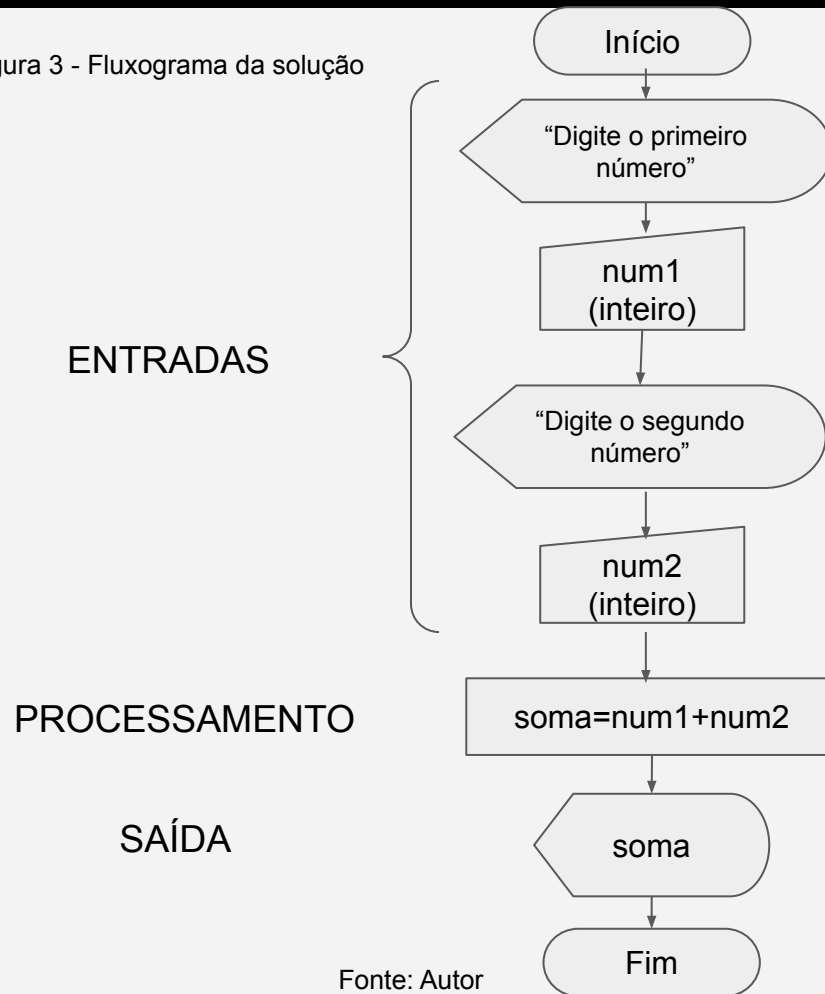 Início
gura 3 - Fluxograma da solução
“Digite o primeiro
número”
num1
(inteiro)
ENTRADAS
“Digite o segundo
número”
num2
(inteiro)
PROCESSAMENTO
soma=num1+num2
SAÍDA
soma
Fim
Fonte: Autor